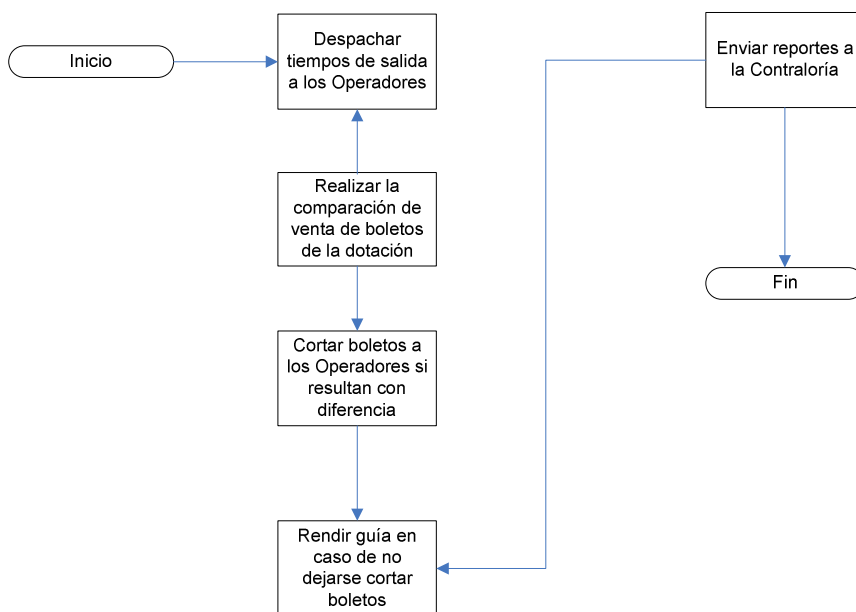 Inicio
Despachar
tiempos de salida
a los Operadores
Realizar la
comparación de
venta de boletos
de la dotación
Cortar boletos a
los Operadores si
resultan con
diferencia
Rendir guía en
caso de no
dejarse cortar
boletos
Enviar reportes a
la Contraloría
Fin